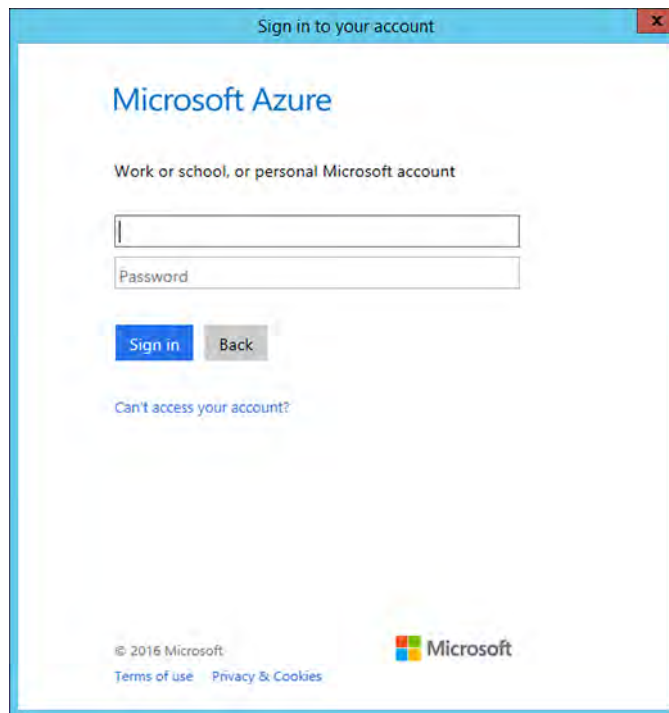 Sign in to your account
x
Microsoft Azure
Work or school, or personal Microsoft account
Password
Sign in Back
Can't access your account?
© 2016 Microsoft
Microsoft
Terms of use Privacy & Cookies